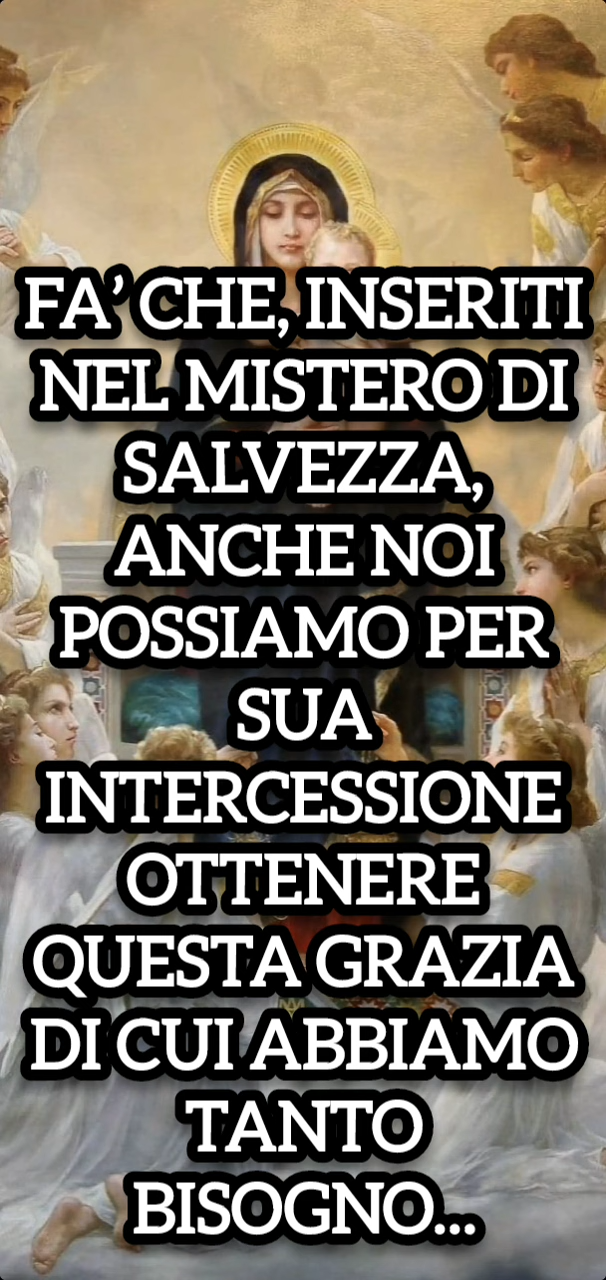 FA’ CHE, INSERITI
NEL MISTERO DI
SALVEZZA,
ANCHE NOI
POSSIAMO PER
SUA
INTERCESSIONE
OTTENERE
QUESTA GRAZIA
DI CUI ABBIAMO
TANTO
BISOGNO...